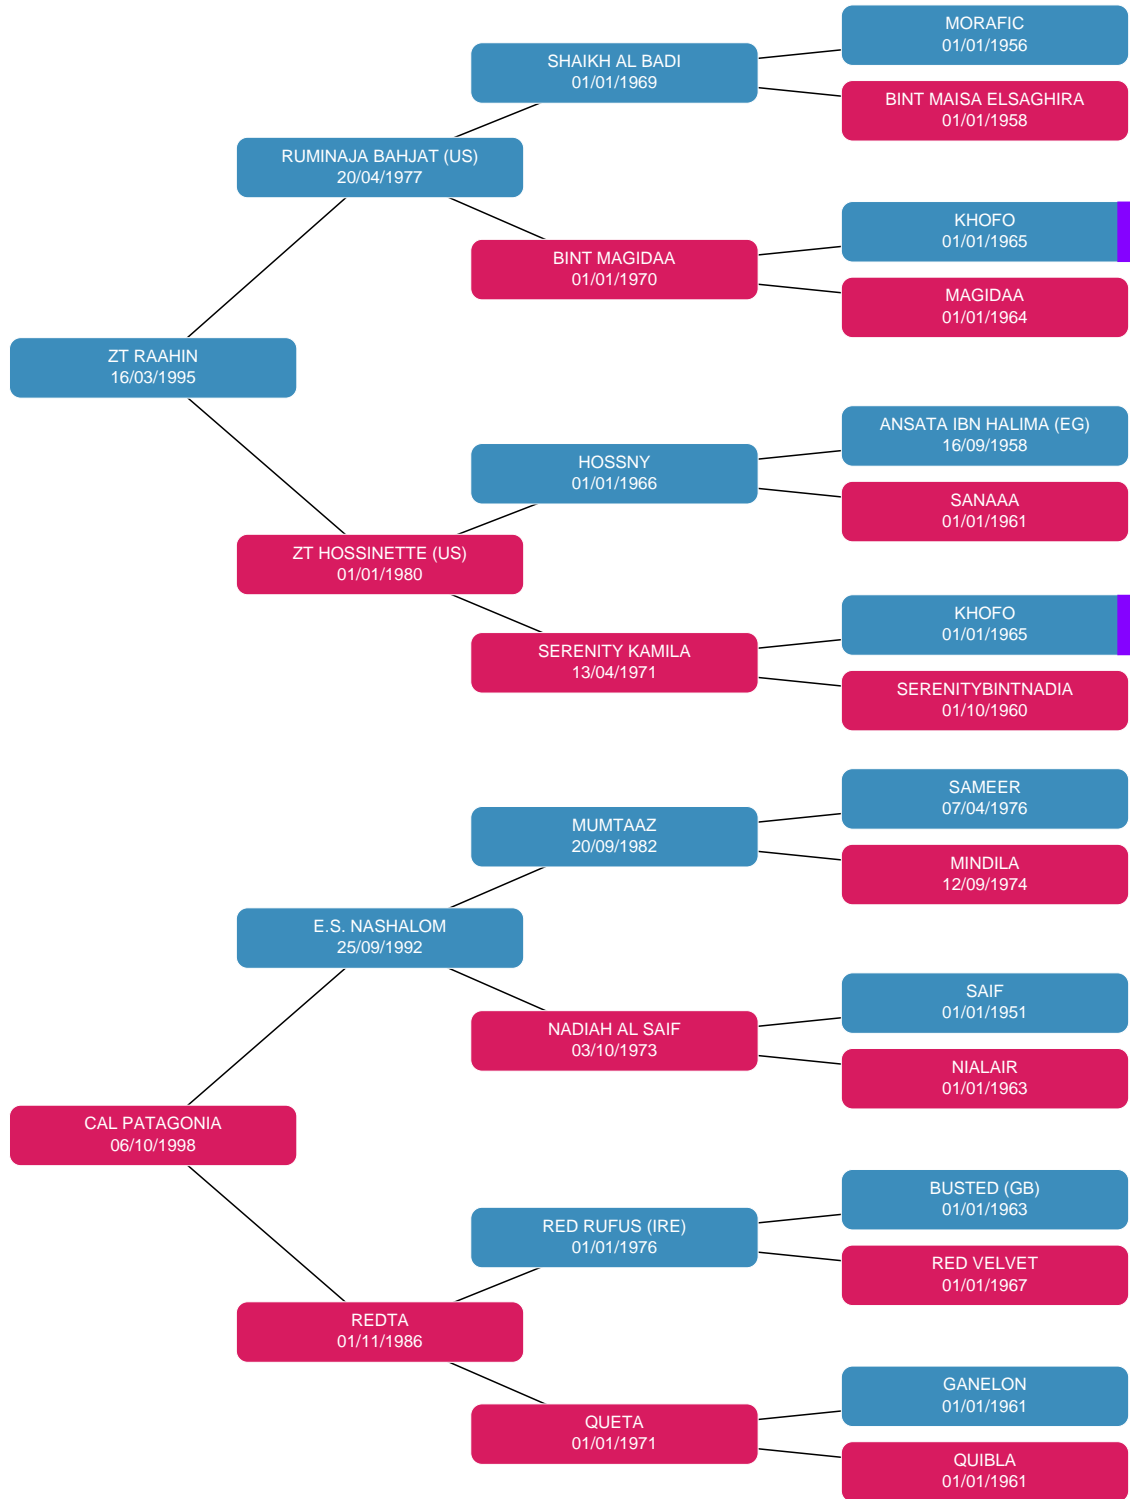 MORAFIC
01/01/1956
SHAIKH AL BADI
01/01/1969
BINT MAISA ELSAGHIRA
01/01/1958
RUMINAJA BAHJAT (US)
20/04/1977
KHOFO
01/01/1965
BINT MAGIDAA
01/01/1970
MAGIDAA
01/01/1964
ZT RAAHIN
16/03/1995
ANSATA IBN HALIMA (EG)
16/09/1958
HOSSNY
01/01/1966
SANAAA
01/01/1961
ZT HOSSINETTE (US)
01/01/1980
KHOFO
01/01/1965
SERENITY KAMILA
13/04/1971
SERENITYBINTNADIA
01/10/1960
SAMEER
07/04/1976
MUMTAAZ
20/09/1982
MINDILA
12/09/1974
E.S. NASHALOM
25/09/1992
SAIF
01/01/1951
NADIAH AL SAIF
03/10/1973
NIALAIR
01/01/1963
CAL PATAGONIA
06/10/1998
BUSTED (GB)
01/01/1963
RED RUFUS (IRE)
01/01/1976
RED VELVET
01/01/1967
REDTA
01/11/1986
GANELON
01/01/1961
QUETA
01/01/1971
QUIBLA
01/01/1961